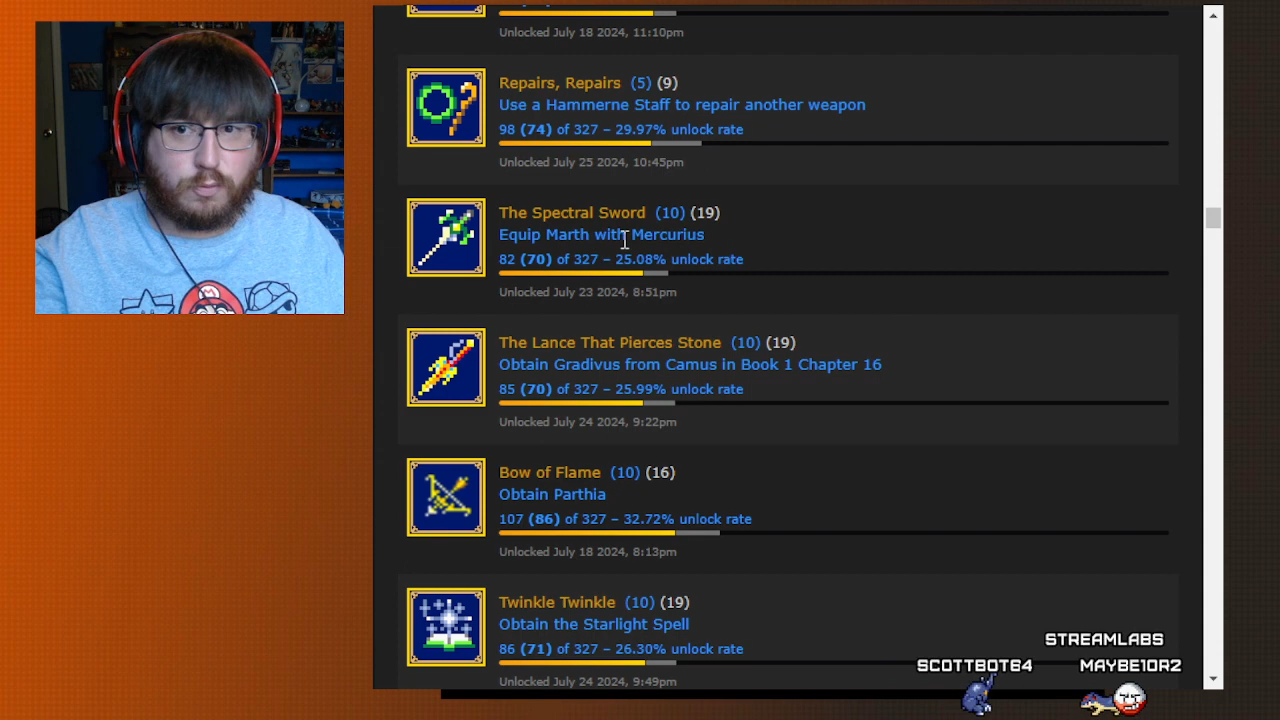 Unlocked July 18 2024, 11:10pm
Repairs, Repairs (5) (9)
Use a Hammerne Staff to repair another weapon
98 (74) of 327 – 29.97% unlock rate
Unlocked July 25 2024, 10:45pm
The Spectral Sword (10) (19)
Equip Marth with Mercurius
82 (70) of 327 – 25.08% unlock rate
Unlocked July 23 2024, 8:51pm
The Lance That Pierces Stone (10) (19)
Obtain Gradivus from Camus in Book 1 Chapter 16
85 (70) of 327 – 25.99% unlock rate
Unlocked July 24 2024, 9:22pm
Bow of Flame (10) (16)
Obtain Parthia
107 (86) of 327 – 32.72% unlock rate
Unlocked July 18 2024, 8:13pm
Twinkle Twinkle (10) (19)
Obtain the Starlight Spell
86 (71) of 327 – 26.30% unlock rate
Unlocked July 24 2024, 9:49pm
STREAMLABS
SCOTTBOT64 MAYBE1OR2